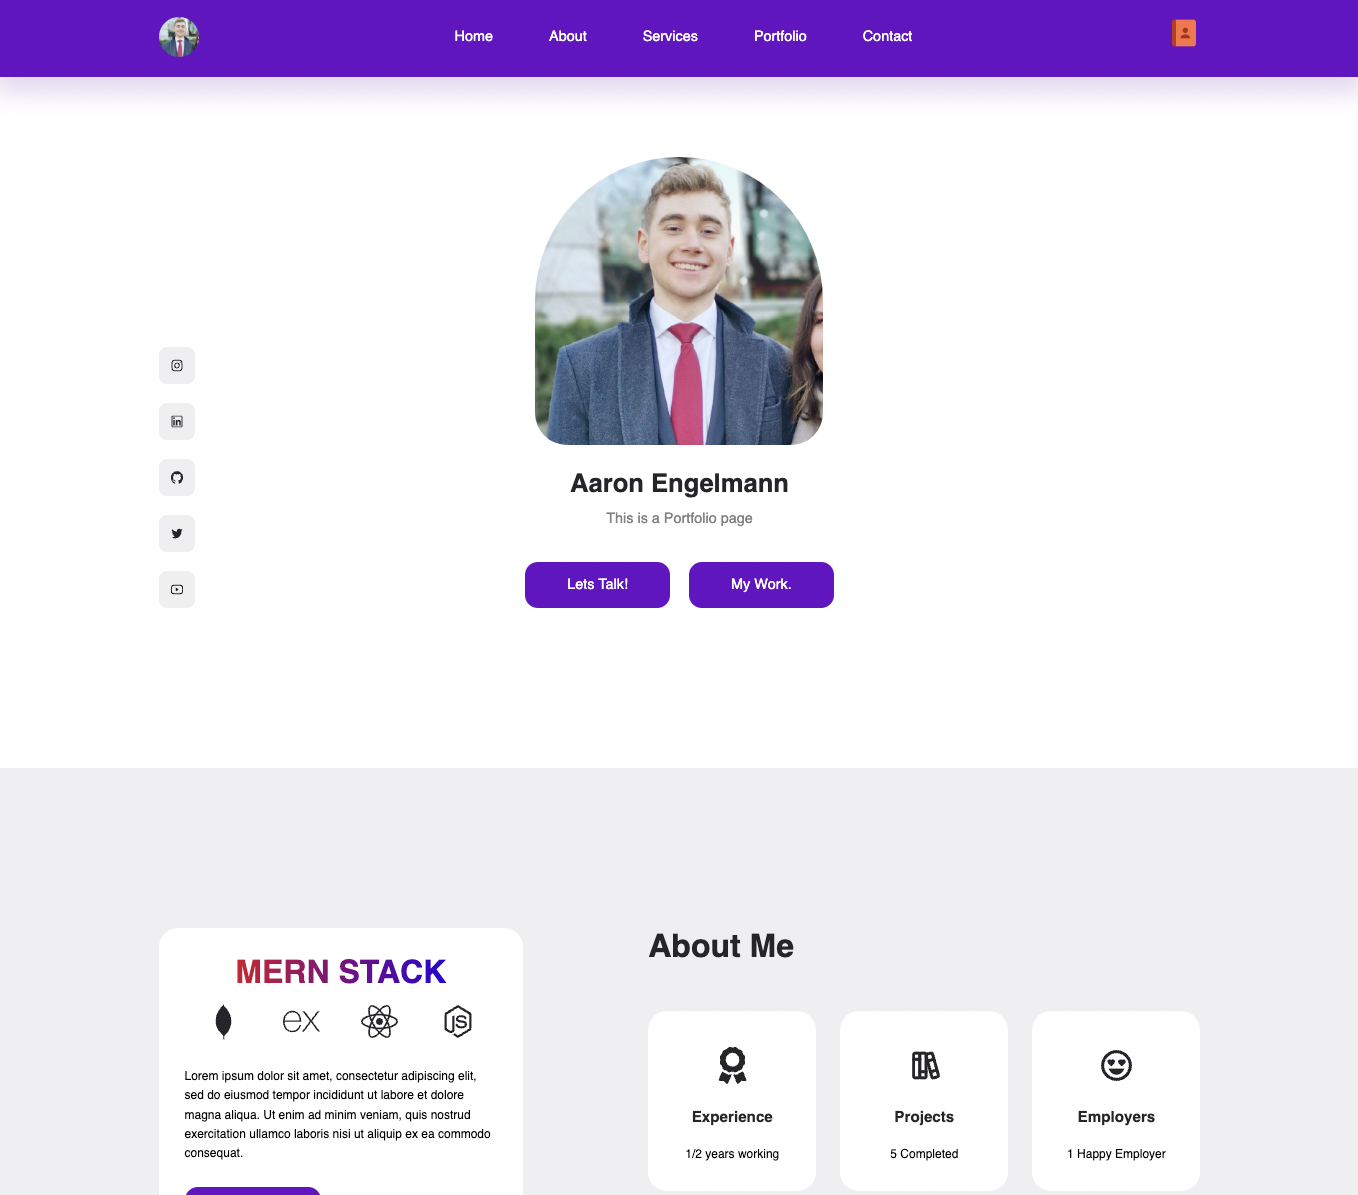 Home
About
Services
Portfolio
Contact
Aaron Engelmann
This is a Portfolio page
Lets Talk!
My Work.
MERN STACK
ex
JS
Lorem ipsum dolor sit amet, consectetur adipiscing elit,
sed do eiusmod tempor incididunt ut labore et dolore
magna aliqua. Ut enim ad minim veniam, quis nostrud
exercitation ullamco laboris nisi ut aliquip ex ea commodo
consequat.
About Me
Experience
1/2 years working
Projects
5 Completed
Employers
1 Happy Employer